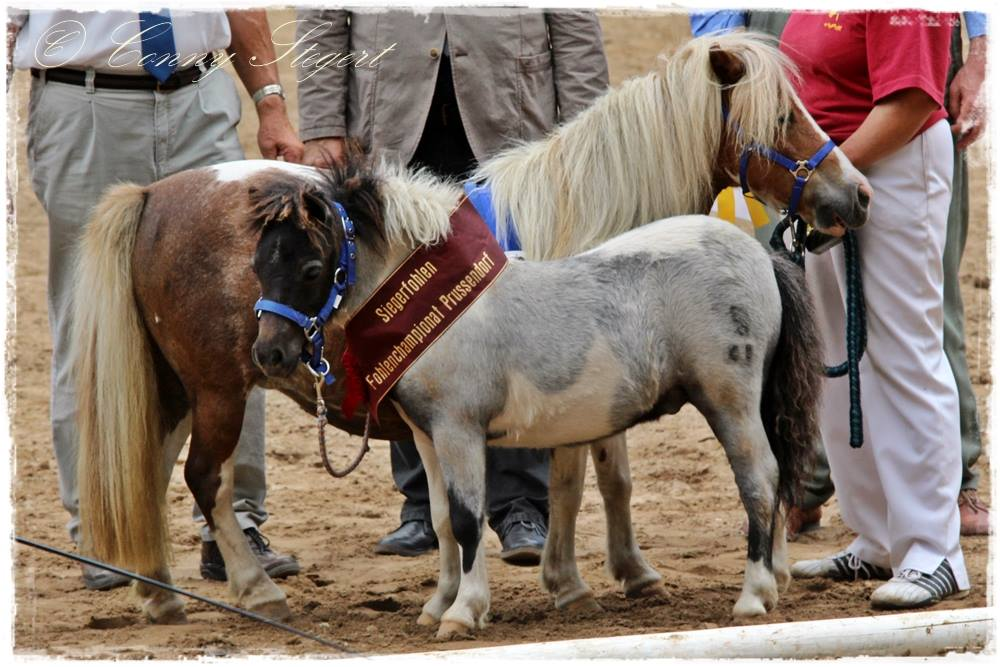 © Conny Stegert
Siegerfohlen
Fohlenchampionat Prussendorf